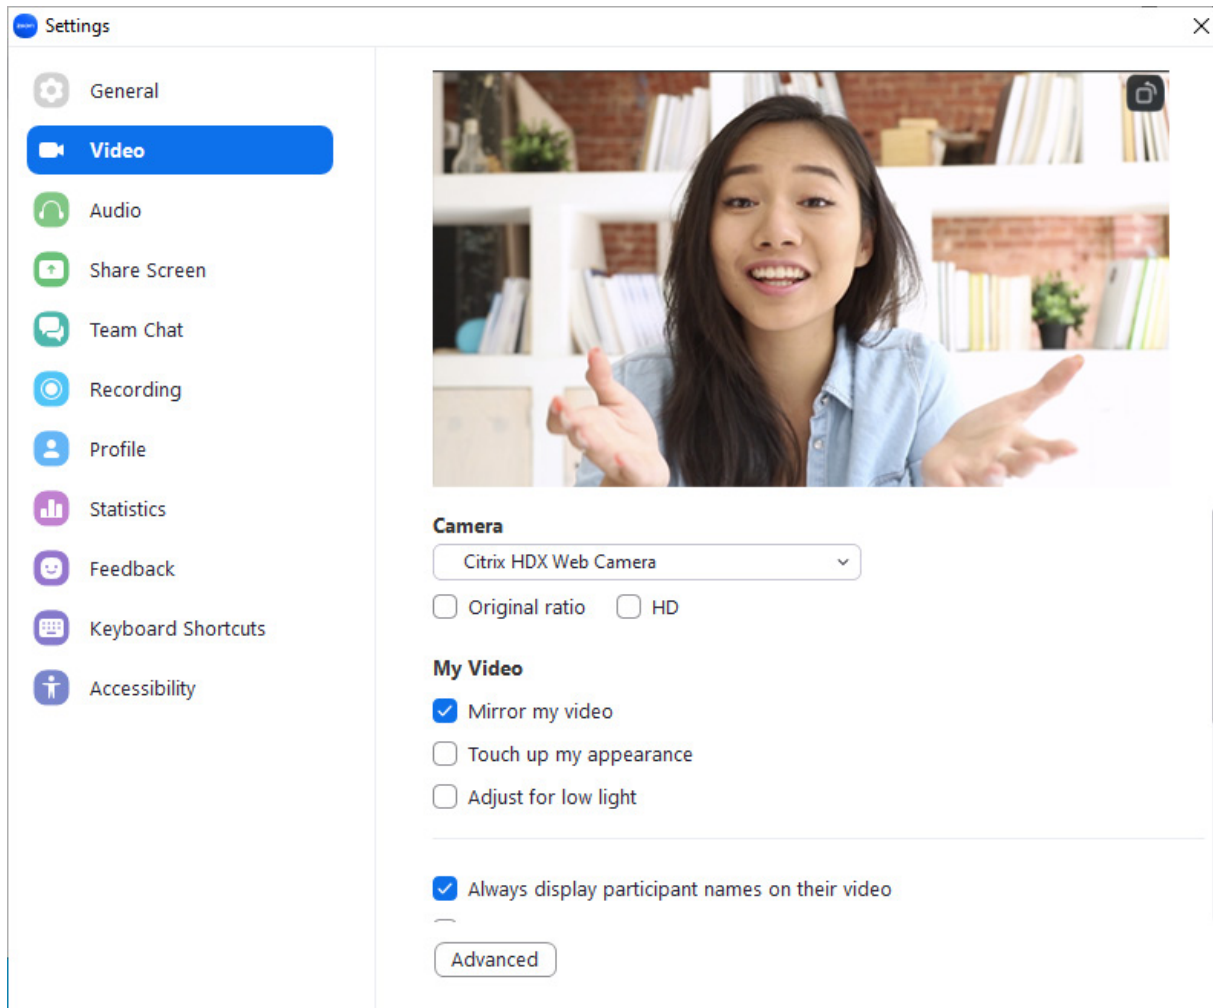 Settings
General
Video
Audio
Share Screen
Team Chat
Recording
Profile
Statistics
Feedback
Keyboard Shortcuts
Accessibility
Camera
Citrix HDX Web Camera
Original ratio HD
My Video
Mirror my video
Touch up my appearance
Adjust for low light
Always display participant names on their video
Advanced